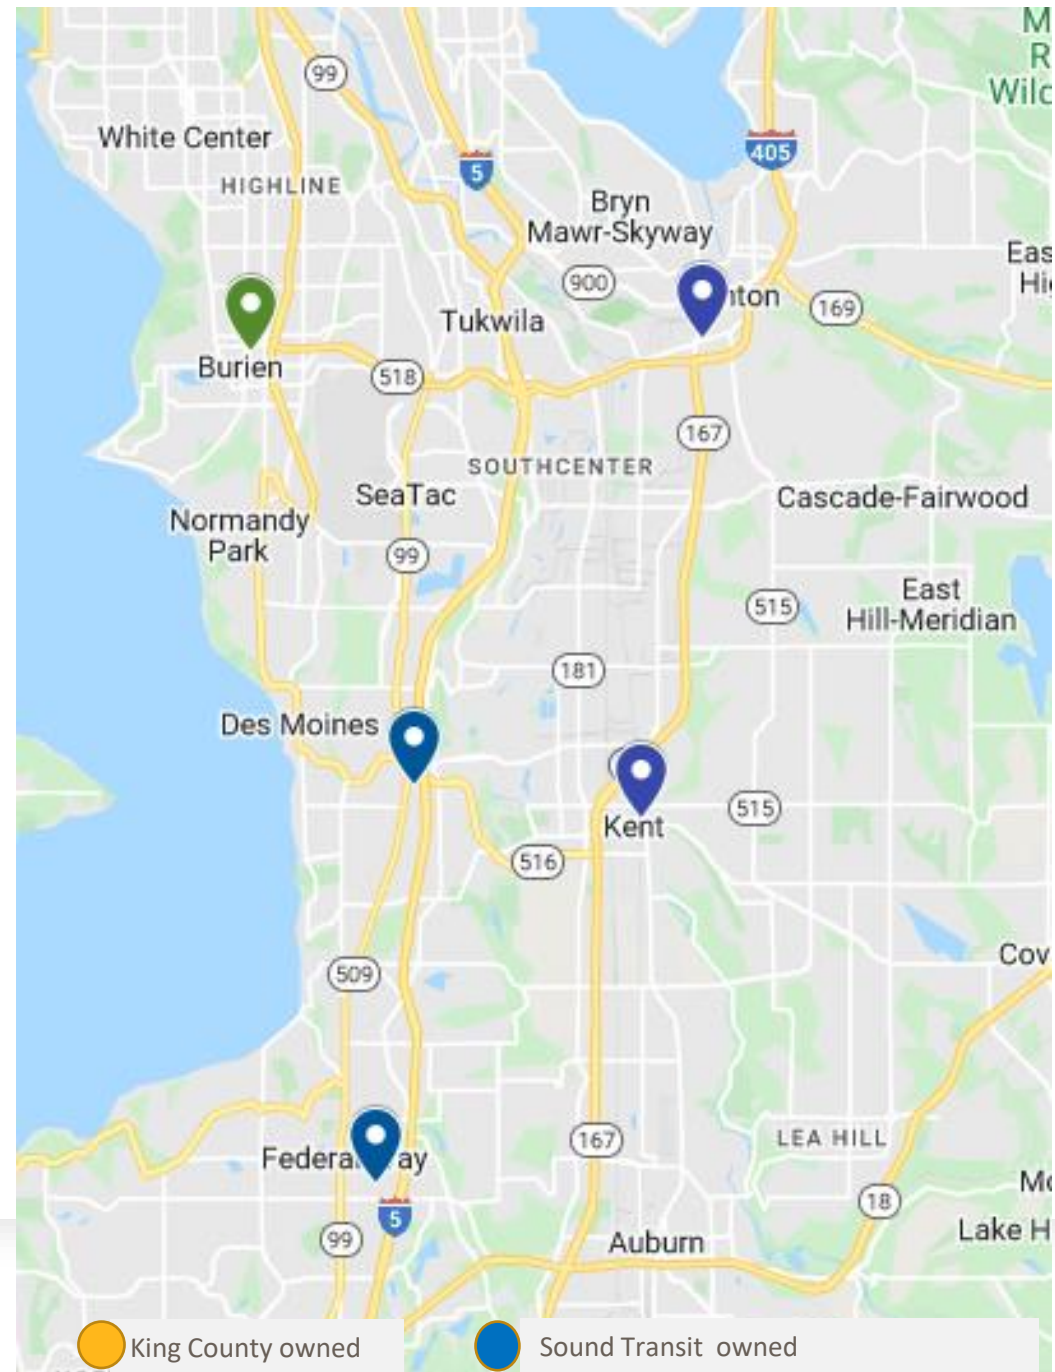 M
R
Wild
99
White Center
405
5
HIGHLINE
Bryn
Mawr-Skyway
Eas
Hi
900
nton
169
Tukwila
Burien
518
167
SOUTHCENTER
SeaTac
Cascade-Fairwood
Normandy
Park
99
East
Hill-Meridian
515
181
Des Moines
515
Kent
516
Cov
509
167
LEA HILL
Federal
ay
Mo
18
5
Lake H
99
Auburn
King County owned
Sound Transit owned